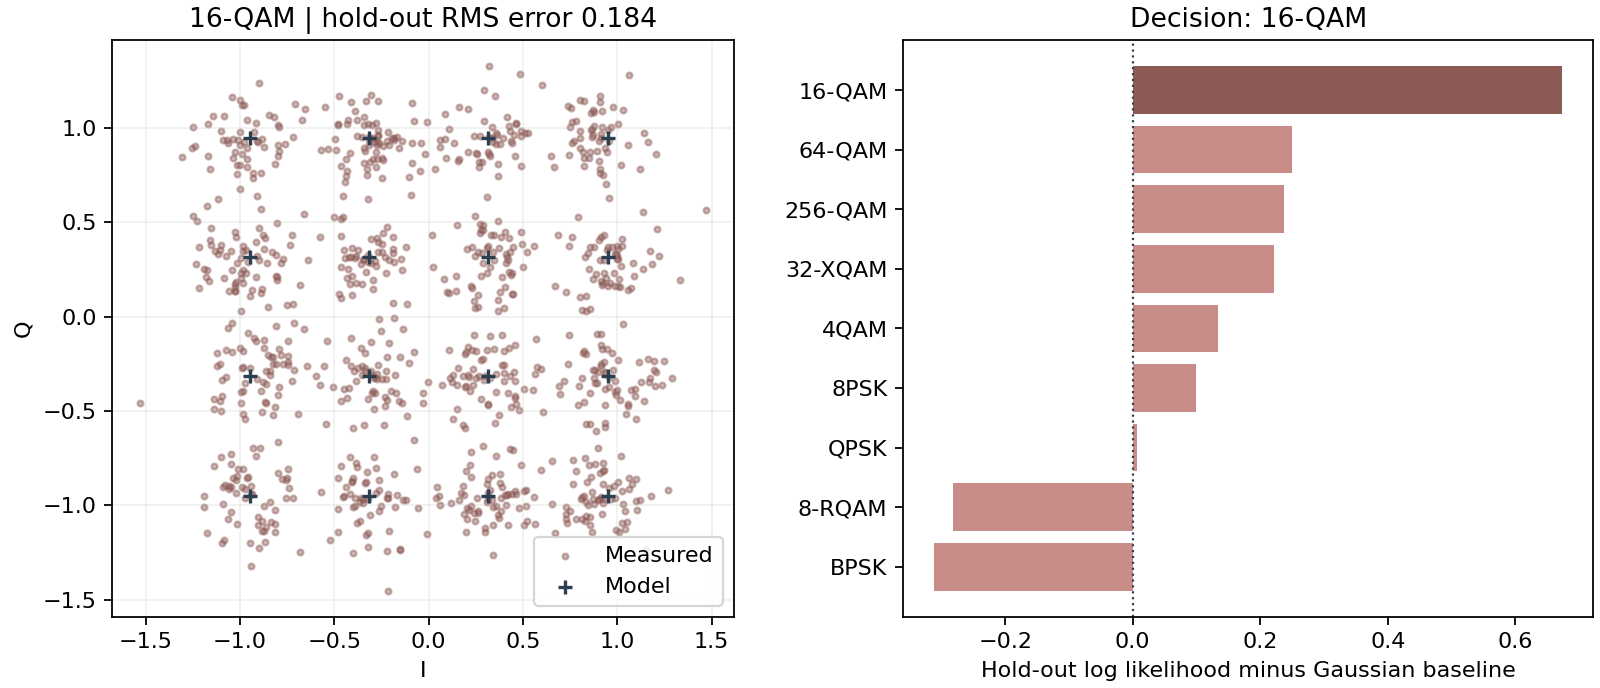 16-QAM | hold-out RMS error 0.184
Q
1.0
0.5
0.0
−0.5
−1.0
−1.5
−1.5
−1.0
−0.5
0.0
0.5
1.0
1.5
I
Measured
Model
Decision: 16-QAM
16-QAM
64-QAM
256-QAM
32-XQAM
4QAM
8PSK
QPSK
8-RQAM
BPSK
−0.2
0.0
0.2
0.4
0.6
Hold-out log likelihood minus Gaussian baseline